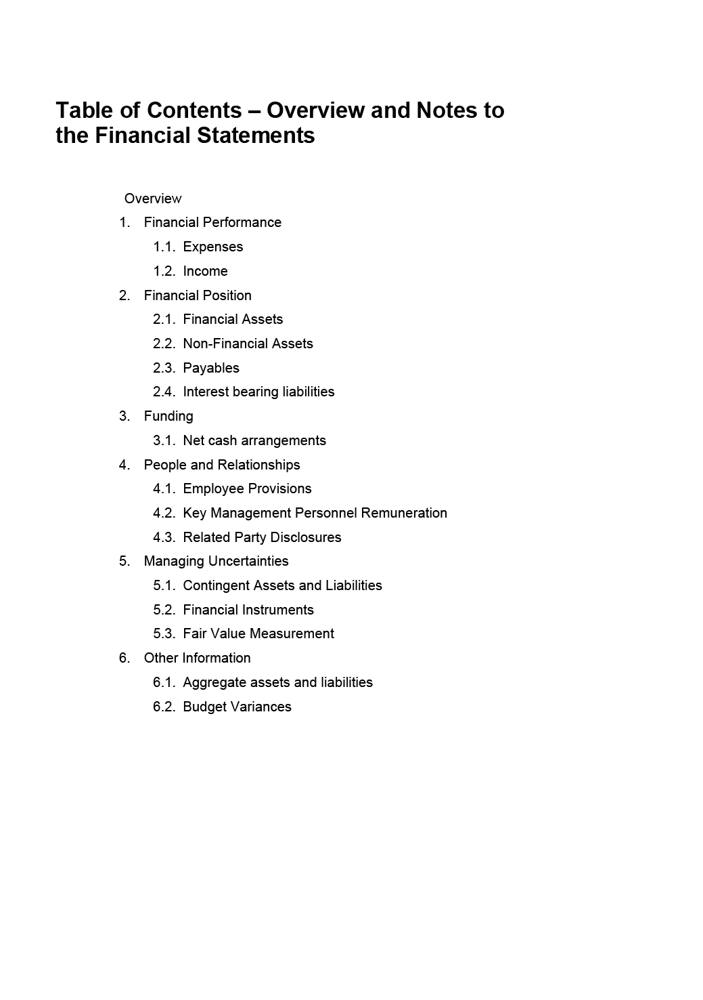 Table of Contents – Overview and Notes to
the Financial Statements
Overview
1. Financial Performance
1.1. Expenses
1.2. Income
2. Financial Position
2.1. Financial Assets
2.2. Non-Financial Assets
2.3. Payables
2.4. Interest bearing liabilities
3. Funding
3.1. Net cash arrangements
4. People and Relationships
4.1. Employee Provisions
4.2. Key Management Personnel Remuneration
4.3. Related Party Disclosures
5. Managing Uncertainties
5.1. Contingent Assets and Liabilities
5.2. Financial Instruments
5.3. Fair Value Measurement
6. Other Information
6.1. Aggregate assets and liabilities
6.2. Budget Variances